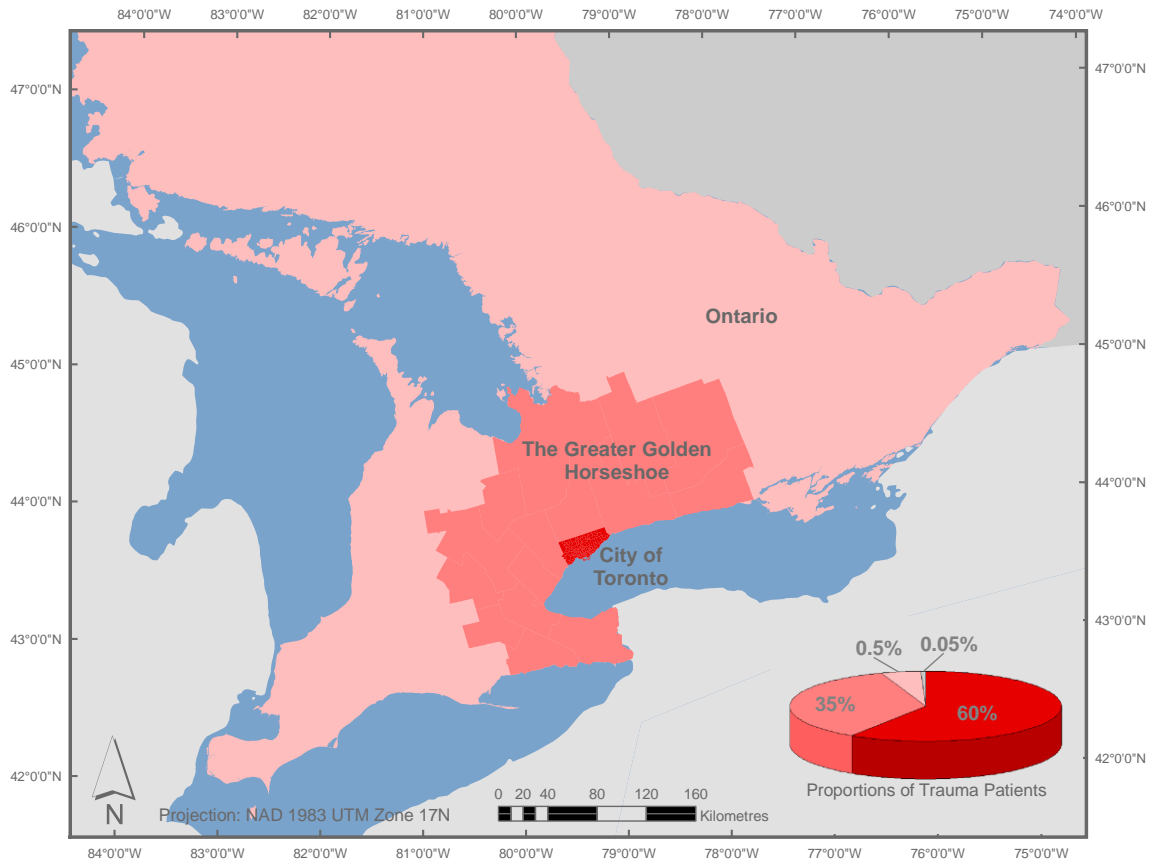 84°0'0"W 83°0'0"W 82°0'0"W 81°0'0"W 80°0'0"W 79°0'0"W 78°0'0"W 77°0'0"W 76°0'0"W 75°0'0"W 74°0'0"W
47°0'0"N
47°0'0"N
46°0'0"N
46°0'0"N
Ontario
45°0'0"N
45°0'0"N
The Greater Golden
Horseshoe
44°0'0"N
44°0'0"N
City of
Toronto
43°0'0"N
43°0'0"N
0.5% 0.05%
35%
60%
42°0'0"N
42°0'0"N
Proportions of Trauma Patients
N
Projection: NAD 1983 UTM Zone 17N
0 20 40 80 120 160
Kilometres
84°0'0"W 83°0'0"W 82°0'0"W 81°0'0"W 80°0'0"W 79°0'0"W 78°0'0"W 77°0'0"W 76°0'0"W 75°0'0"W